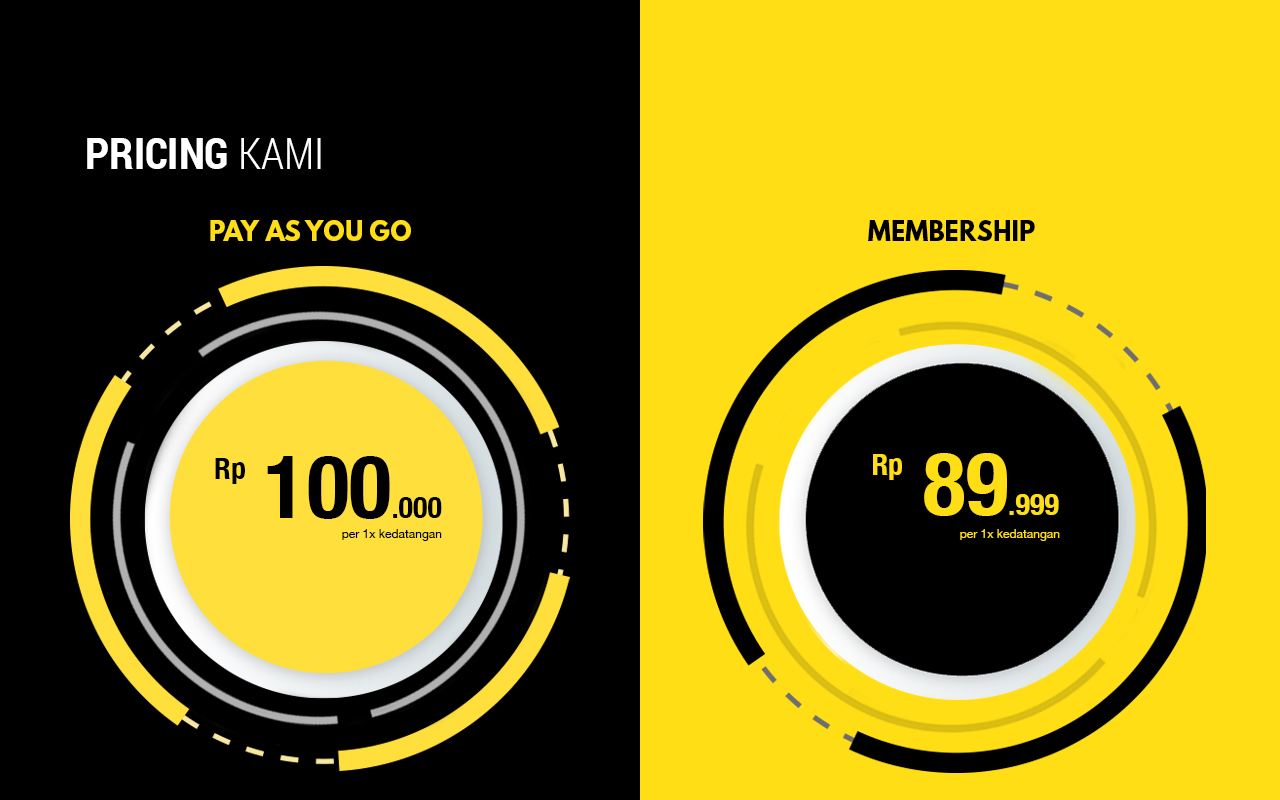 PRICING KAMI
PAY AS YOU GO
Rp 100.000
per 1x kedatangan
MEMBERSHIP
Rp 89.999
per 1x kedatangan